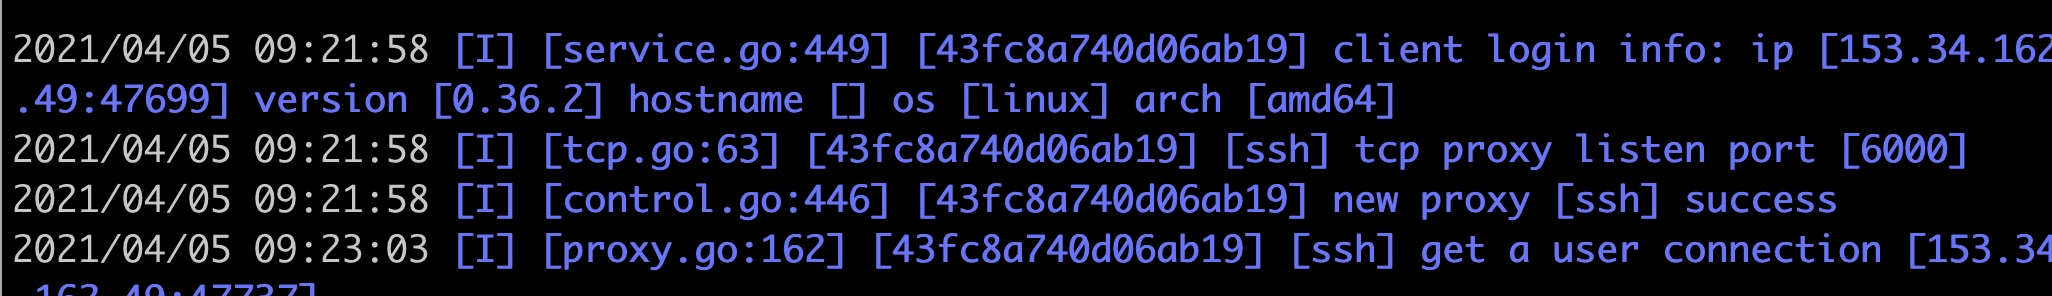 2021/04/05 09:21:58 [I] [service.go:449] [43fc8a740d06ab19] client login info: ip [153.34.162
.49:47699] version [0.36.2] hostname [] os [linux] arch [amd64]
2021/04/05 09:21:58 [I] [tcp.go:63] [43fc8a740d06ab19] [ssh] tcp proxy listen port [6000]
2021/04/05 09:21:58 [I] [control.go:446] [43fc8a740d06ab19] new proxy [ssh] success
2021/04/05 09:23:03 [I] [proxy.go:162] [43fc8a740d06ab19] [ssh] get a user connection [153.34
.162.49:47737]